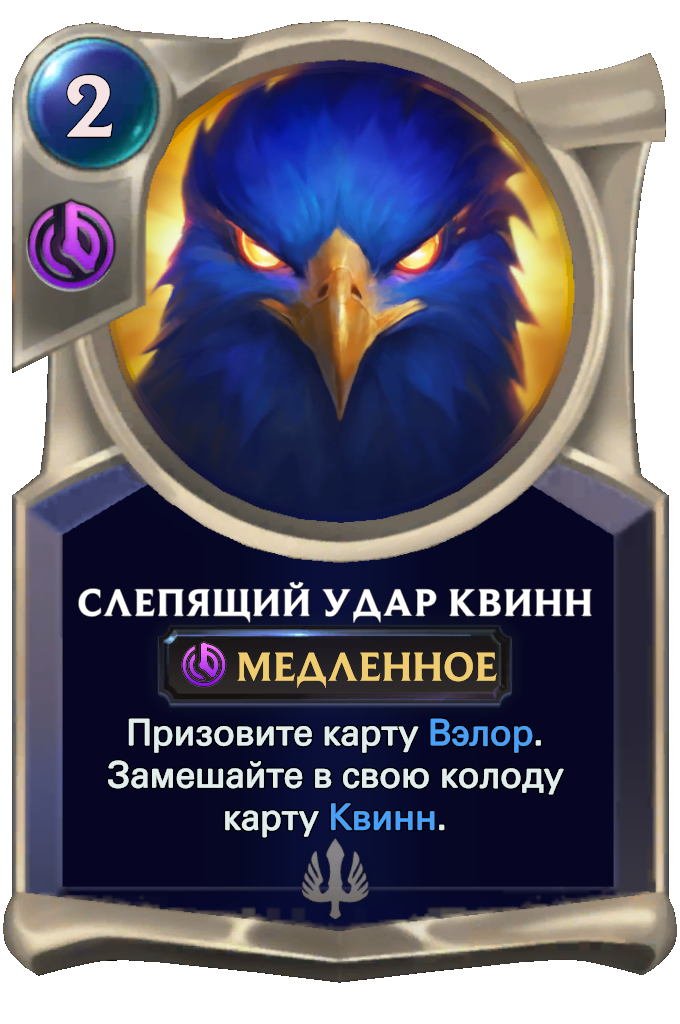 2
СЛЕПЯЩИЙ УДАР КВИНН
МЕДЛЕННОЕ
Призовите карту Вэлор.
Замешайте в свою колоду
карту Квинн.